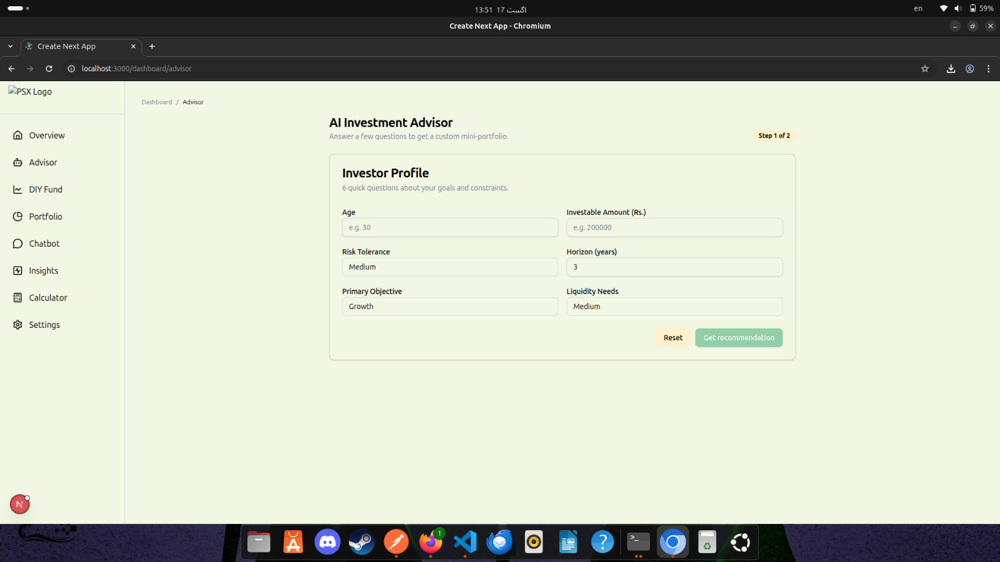 13:51 17 اگست
en
59%
Create Next App - Chromium
Create Next App
localhost:3000/dashboard/advisor
PSX Logo
Dashboard / Advisor
AI Investment Advisor
Answer a few questions to get a custom mini-portfolio.
Step 1 of 2
Overview
Advisor
DIY Fund
Portfolio
Chatbot
Insights
Calculator
Settings
Investor Profile
6 quick questions about your goals and constraints.
Age
e.g. 30
Investable Amount (Rs.)
e.g. 200000
Risk Tolerance
Medium
Horizon (years)
3
Primary Objective
Growth
Liquidity Needs
Medium
Reset
Get recommendation
N
1